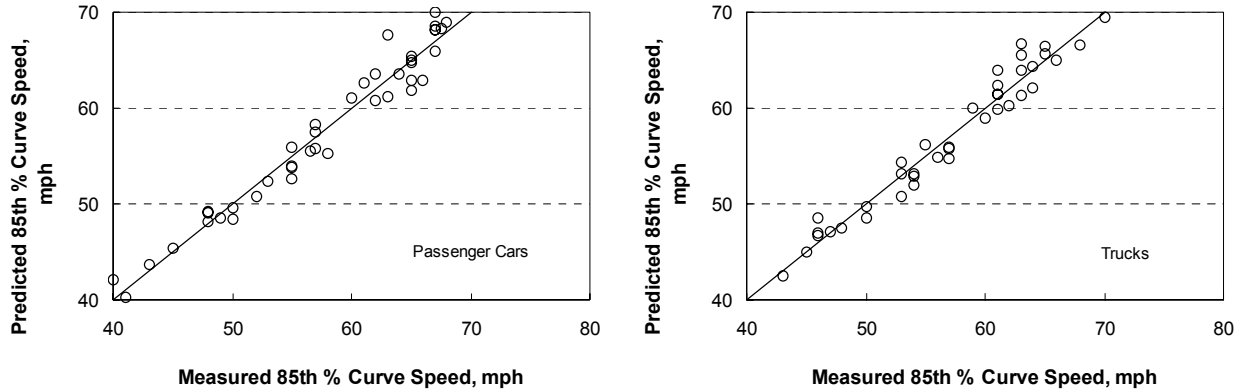 Predicted 85th % Curve Speed,
mph
70
60
50
40
Passenger Cars
40 50 60 70 80
Measured 85th % Curve Speed, mph
Predicted 85th % Curve Speed,
mph
70
60
50
40
Trucks
40 50 60 70 80
Measured 85th % Curve Speed, mph